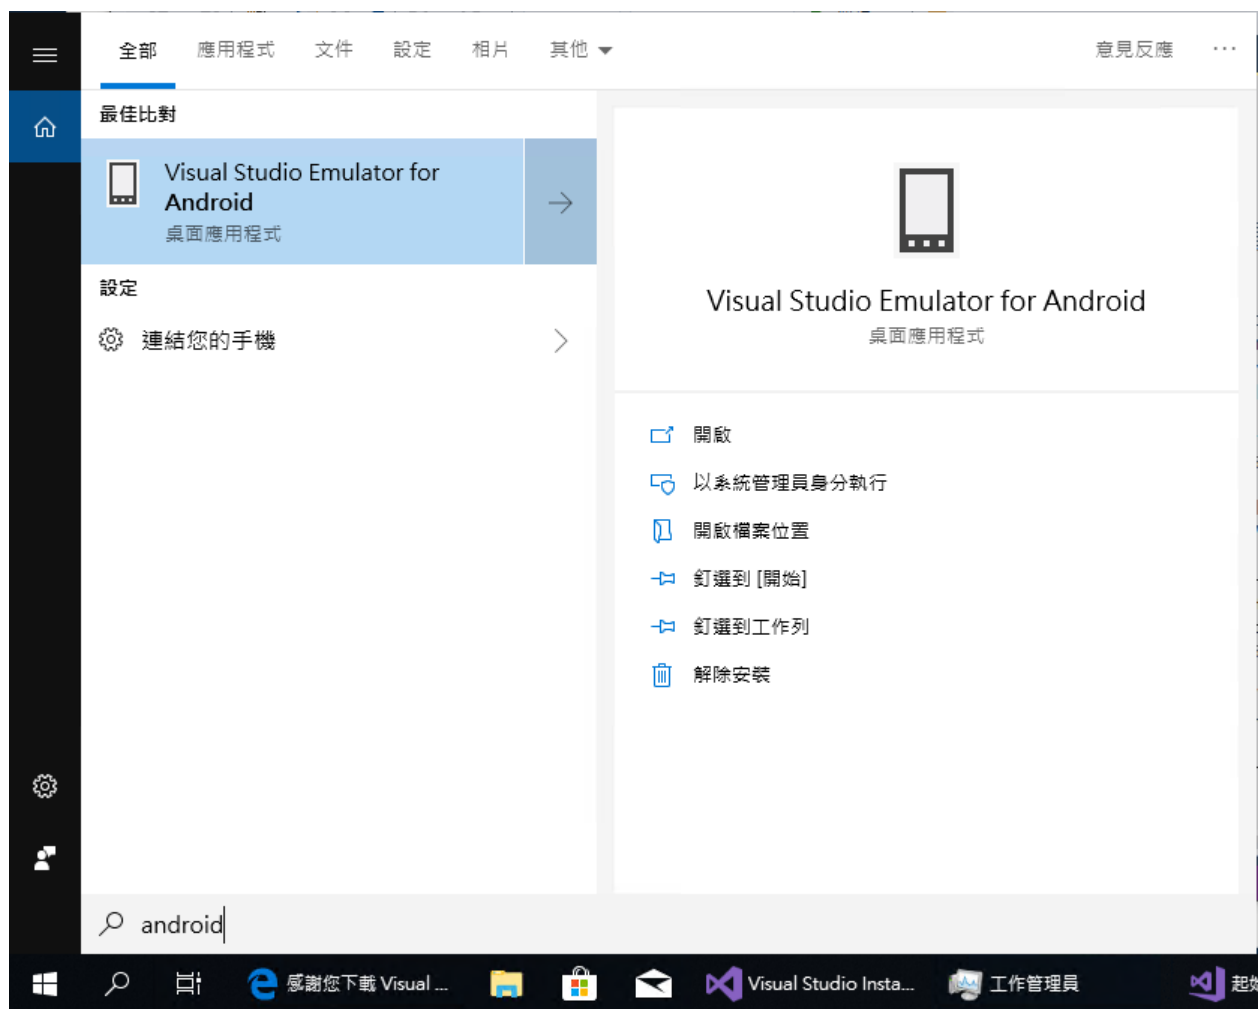 全部 應用程式 文件 設定 相片 其他 意見反應 ...
最佳比對
Visual Studio Emulator for
Android
桌面應用程式
設定
連結您的手機
Visual Studio Emulator for Android
桌面應用程式
開啟
以系統管理員身分執行
開啟檔案位置
釘選到 [開始]
釘選到工作列
解除安裝
android
感謝您下載 Visual ... Visual Studio Insta... 工作管理員 起始